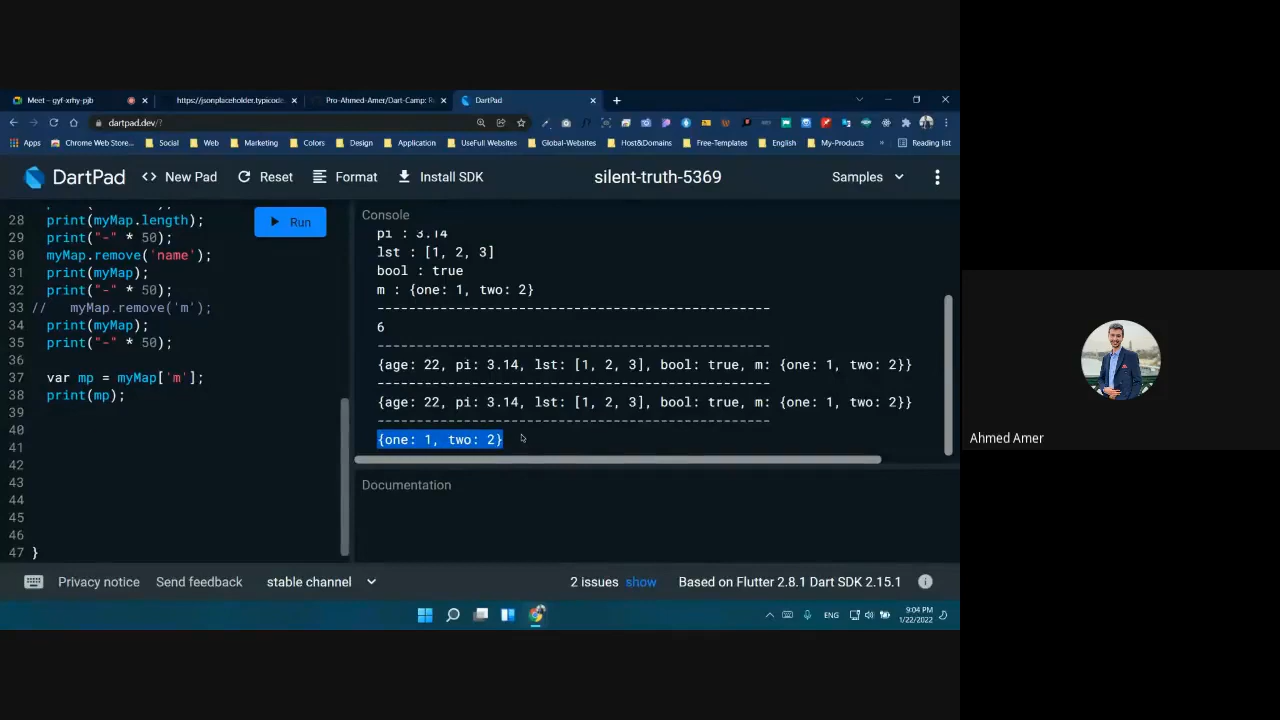 Meet – gyf-xrhy-pjb
https://jsonplaceholder.typicode.
Pro-Ahmed-Amer/Dart-Camp: R
DartPad
dartpad.dev/?
Apps
Chrome Web Store...
Social
Web
Marketing
Colors
Design
Application
UseFull Websites
Global-Websites
Host&Domains
Free-Templates
English
My-Products
»
Reading list
DartPad
<> New Pad
Reset
Format
Install SDK
silent-truth-5369
Samples
Run
28 print(myMap.length);
29 print("-" * 50);
30 myMap.remove('name');
31 print(myMap);
32 print("-" * 50);
33 // myMap.remove('m');
34 print(myMap);
35 print("-" * 50);
36
37 var mp = myMap['m'];
38 print(mp);
39
40
41
42
43
44
45
46
47 }
Console
pi : 3.14
lst : [1, 2, 3]
bool : true
m : {one: 1, two: 2}
--------------------------------------------------
6
--------------------------------------------------
{age: 22, pi: 3.14, lst: [1, 2, 3], bool: true, m: {one: 1, two: 2}}
--------------------------------------------------
{age: 22, pi: 3.14, lst: [1, 2, 3], bool: true, m: {one: 1, two: 2}}
--------------------------------------------------
{one: 1, two: 2}
Documentation
Ahmed Amer
Privacy notice
Send feedback
stable channel
2 issues show
Based on Flutter 2.8.1 Dart SDK 2.15.1
ENG
9:04 PM
1/22/2022